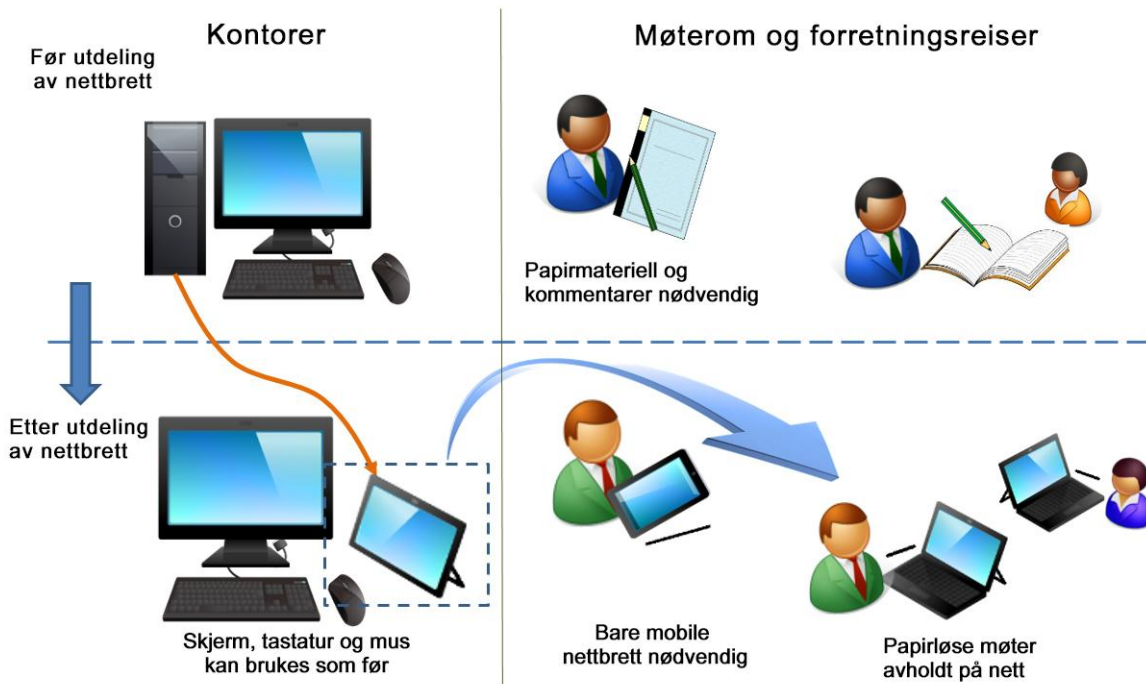 Kontorer
Møterom og forretningsreiser
Før utdeling
av nettbrett
Papirmateriell og
kommentarer nødvendig
Etter utdeling
av nettbrett
Skjerm, tastatur og mus
kan brukes som før
Bare mobile
nettbrett nødvendig
Papirløse møter
avholdt på nett